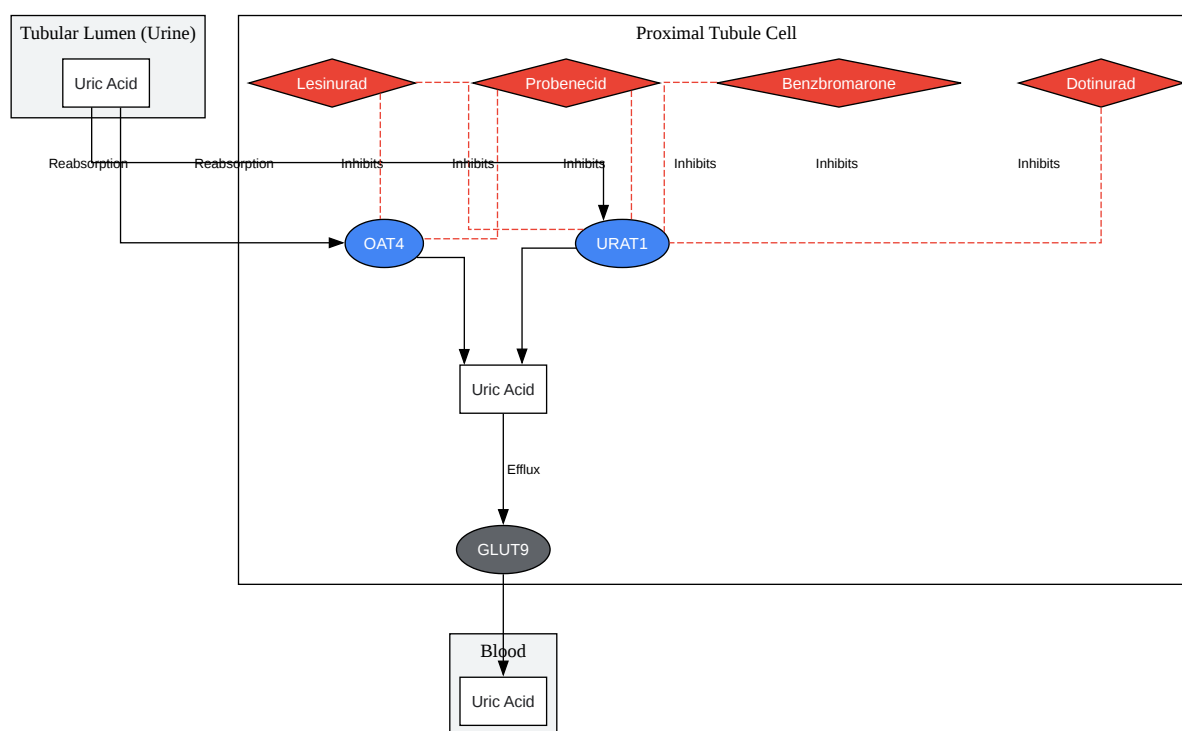 Tubular Lumen (Urine)
Proximal Tubule Cell
Uric Acid
Lesinurad
Probenecid
Benzbromarone
Dotinurad
Reabsorption
Reabsorption
Inhibits
Inhibits
Inhibits
Inhibits
Inhibits
Inhibits
OAT4
URAT1
Uric Acid
Efflux
GLUT9
Blood
Uric Acid